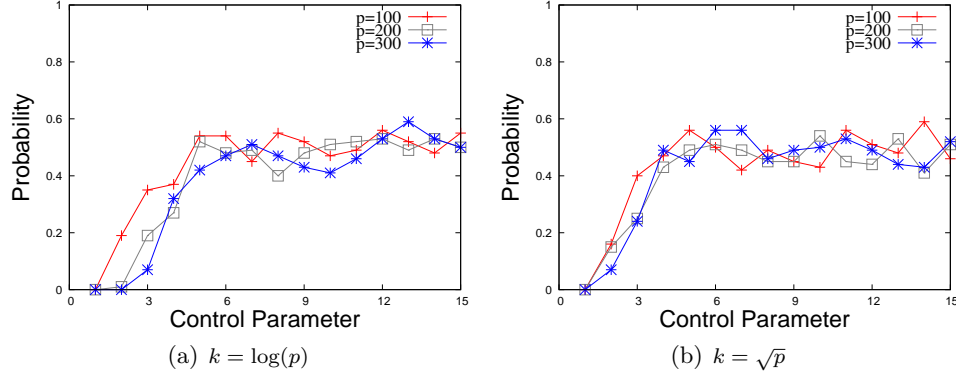 1
0.8
0.6
0.4
0.2
0
0 3 6 9 12 15
Probability
Control Parameter
p=100
p=200
p=300
(a) k = log(p)
1
0.8
0.6
0.4
0.2
0
0 3 6 9 12 15
Probability
Control Parameter
p=100
p=200
p=300
(b) k = √p